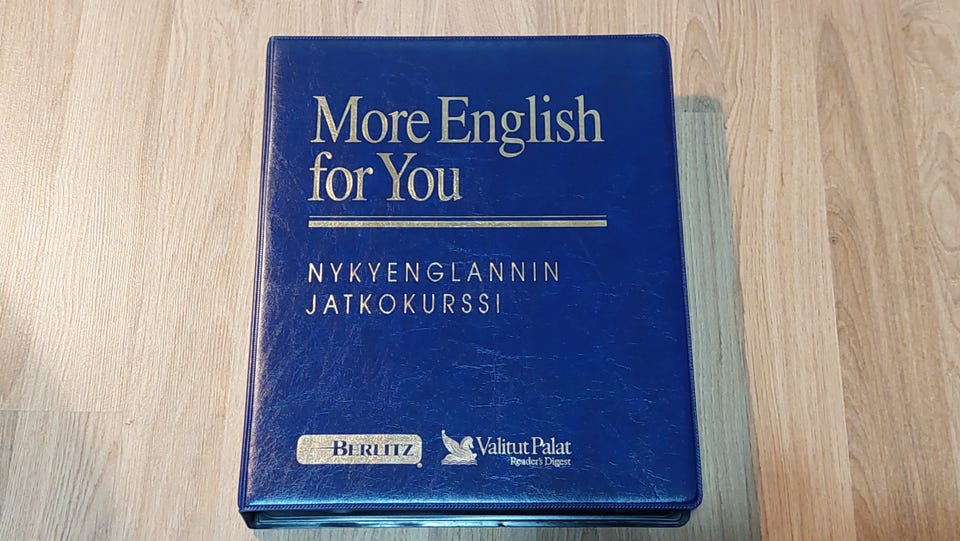 More English
for You
NYKYENGLANNIN
JATKOKURSSI
BERLITZ®
Valitut Palat
Reader's Digest